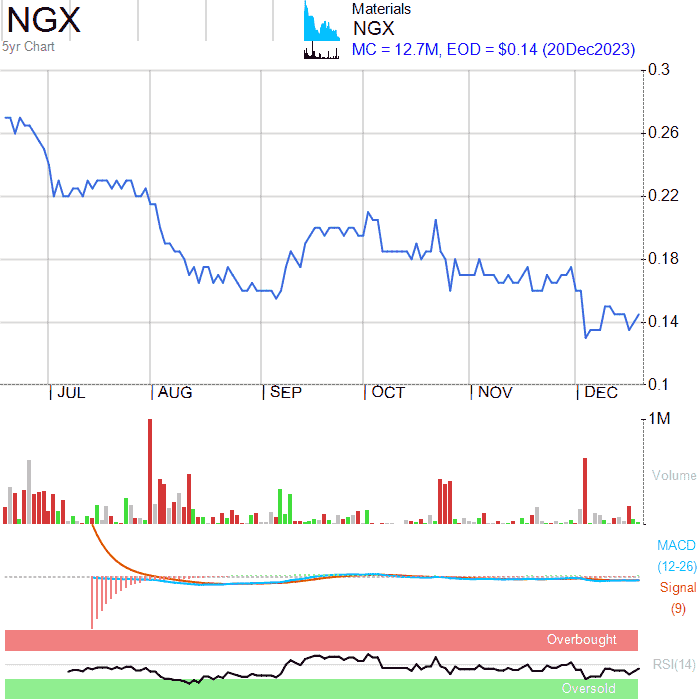 NGX
5yr Chart
Materials
NGX
MC = 12.7M, EOD = $0.14 (20Dec2023)
0.3
0.26
0.22
0.18
0.14
0.1
JUL AUG SEP OCT NOV DEC
1M
Volume
MACD
(12-26)
Signal
(9)
Overbought
RSI(14)
Oversold